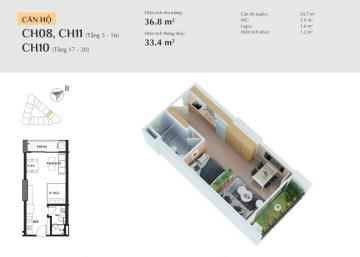 CĂN HỘ
CH08, CH11 (Tầng 5 - 16)
CH10 (Tầng 17 - 20)
Diện tích tim tường:
36.8 m²
Diện tích thông thủy:
33.4 m²
Căn hộ studio: 24.7 m²
WC: 3.9 m²
Logia: 3.6 m²
Diện tích khác: 1.2 m²
B
LOGIA